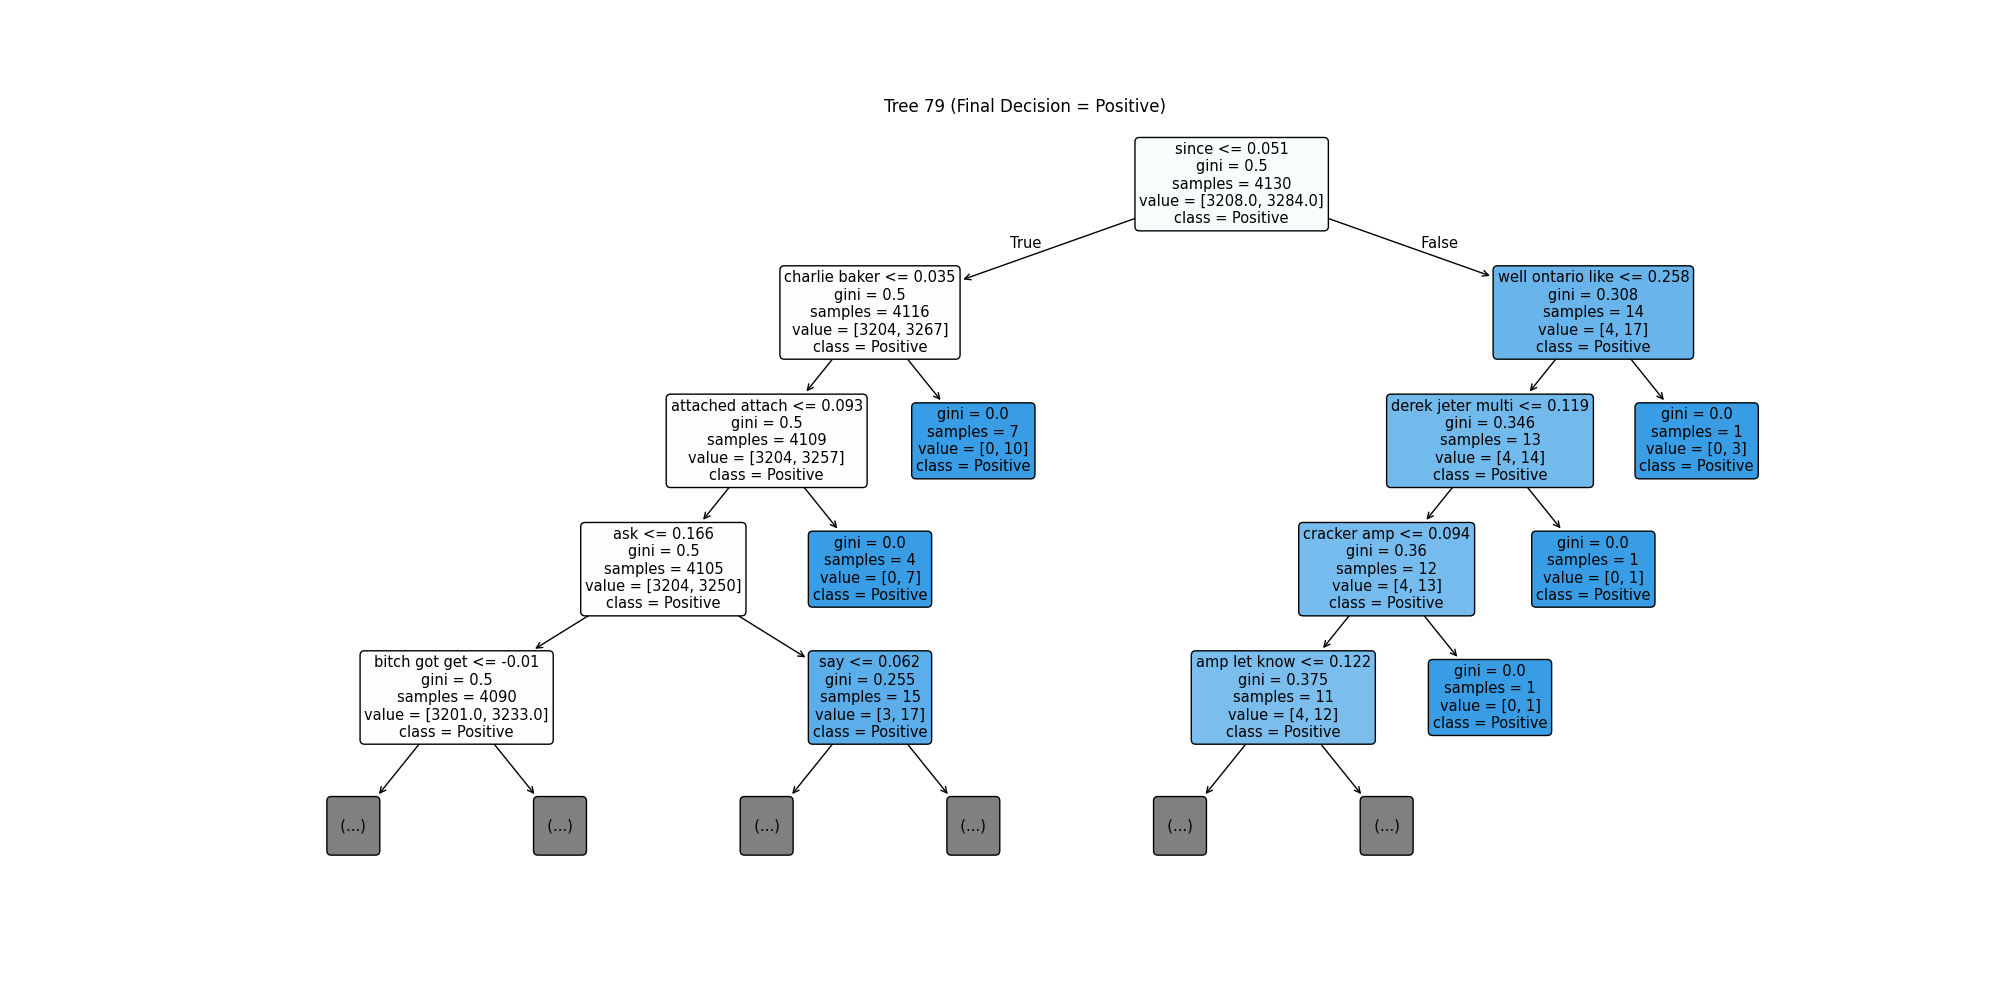 Tree 79 (Final Decision = Positive)
since <= 0.051
gini = 0.5
samples = 4130
value = [3208.0, 3284.0]
class = Positive
True
False
charlie baker <= 0.035
gini = 0.5
samples = 4116
value = [3204, 3267]
class = Positive
well ontario like <= 0.258
gini = 0.308
samples = 14
value = [4, 17]
class = Positive
attached attach <= 0.093
gini = 0.5
samples = 4109
value = [3204, 3257]
class = Positive
gini = 0.0
samples = 7
value = [0, 10]
class = Positive
derek jeter multi <= 0.119
gini = 0.346
samples = 13
value = [4, 14]
class = Positive
gini = 0.0
samples = 1
value = [0, 3]
class = Positive
ask <= 0.166
gini = 0.5
samples = 4105
value = [3204, 3250]
class = Positive
gini = 0.0
samples = 4
value = [0, 7]
class = Positive
cracker amp <= 0.094
gini = 0.36
samples = 12
value = [4, 13]
class = Positive
gini = 0.0
samples = 1
value = [0, 1]
class = Positive
bitch got get <= -0.01
gini = 0.5
samples = 4090
value = [3201.0, 3233.0]
class = Positive
say <= 0.062
gini = 0.255
samples = 15
value = [3, 17]
class = Positive
amp let know <= 0.122
gini = 0.375
samples = 11
value = [4, 12]
class = Positive
gini = 0.0
samples = 1
value = [0, 1]
class = Positive
(...)
(...)
(...)
(...)
(...)
(...)